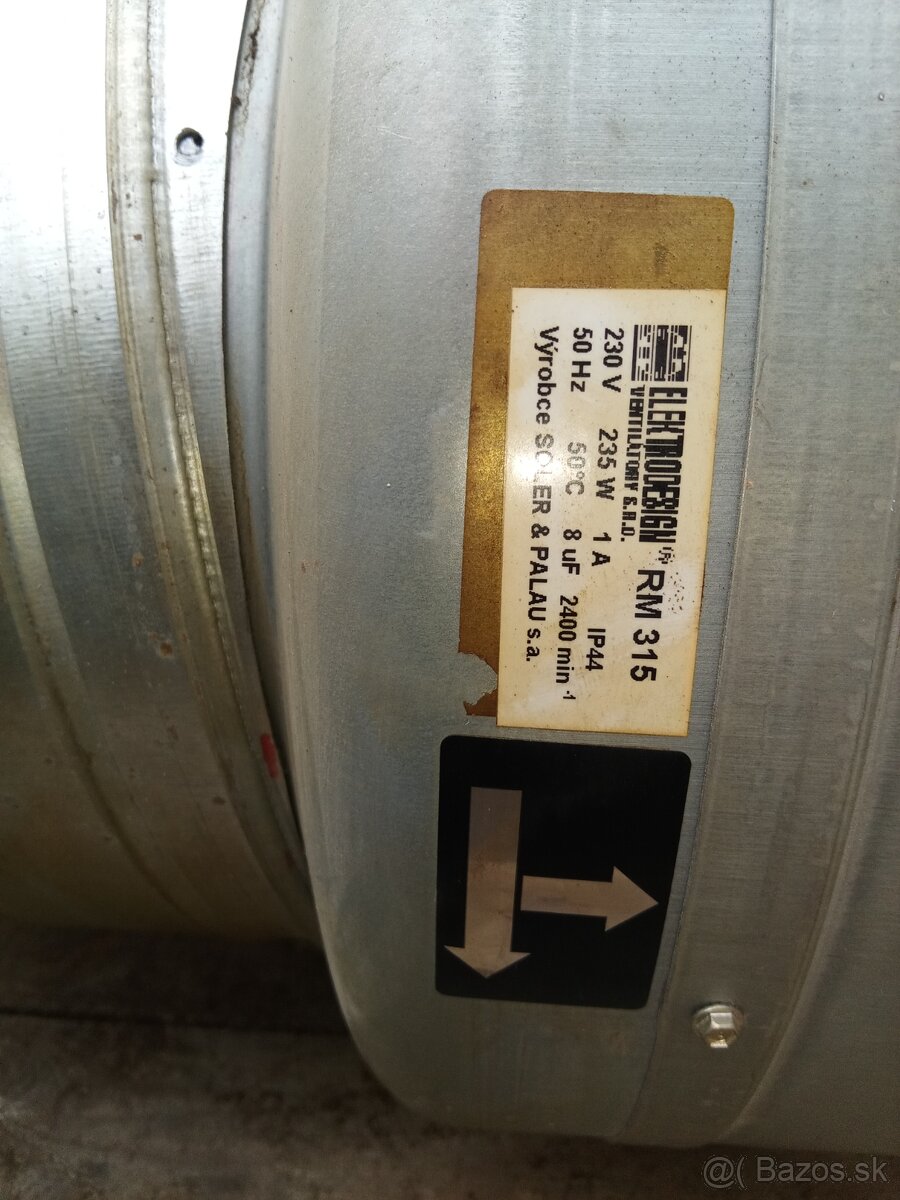 ELEKTRODESIGN® RM 315
VENTILÁTORY S.R.O.
230 V 235 W 1 A IP44
50 Hz 50°C 8 uF 2400 min -1
Výrobce SOLER & PALAU s.a.
@( Bazos.sk